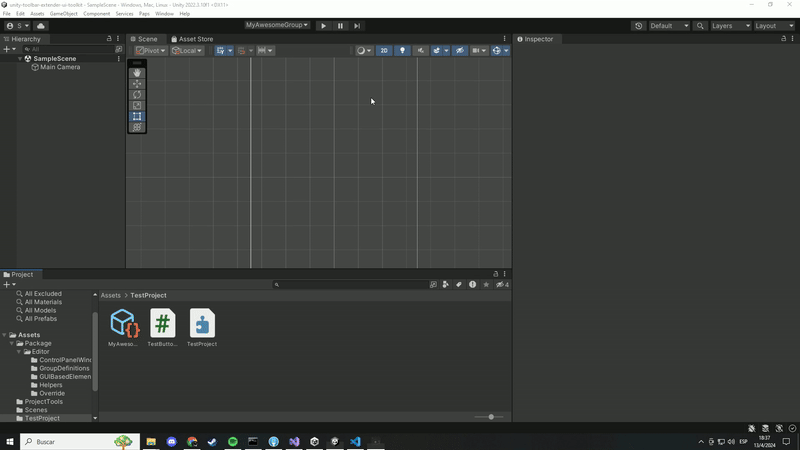 unity-toolbar-extender-ui-toolkit - SampleScene - Windows, Mac, Linux - Unity 2022.2.10f1 <DX11>
File Edit Assets GameObject Component Services Paps Window Help
S MyAwesomeGroup Default Layers Layout
Hierarchy Scene Asset Store Inspector
All Pivot Local 2D
SampleScene
Main Camera
Project
4
All Excluded
All Materials
All Models
All Prefabs
Assets > TestProject
MyAweso... TestButto... TestProject
Assets
Package
Editor
ControlPanelWin
GroupDefinitions
GUIBasedElemen
Helpers
Override
ProjectTools
Scenes
TestProject
Buscar
ESP
18:37
13/4/2024